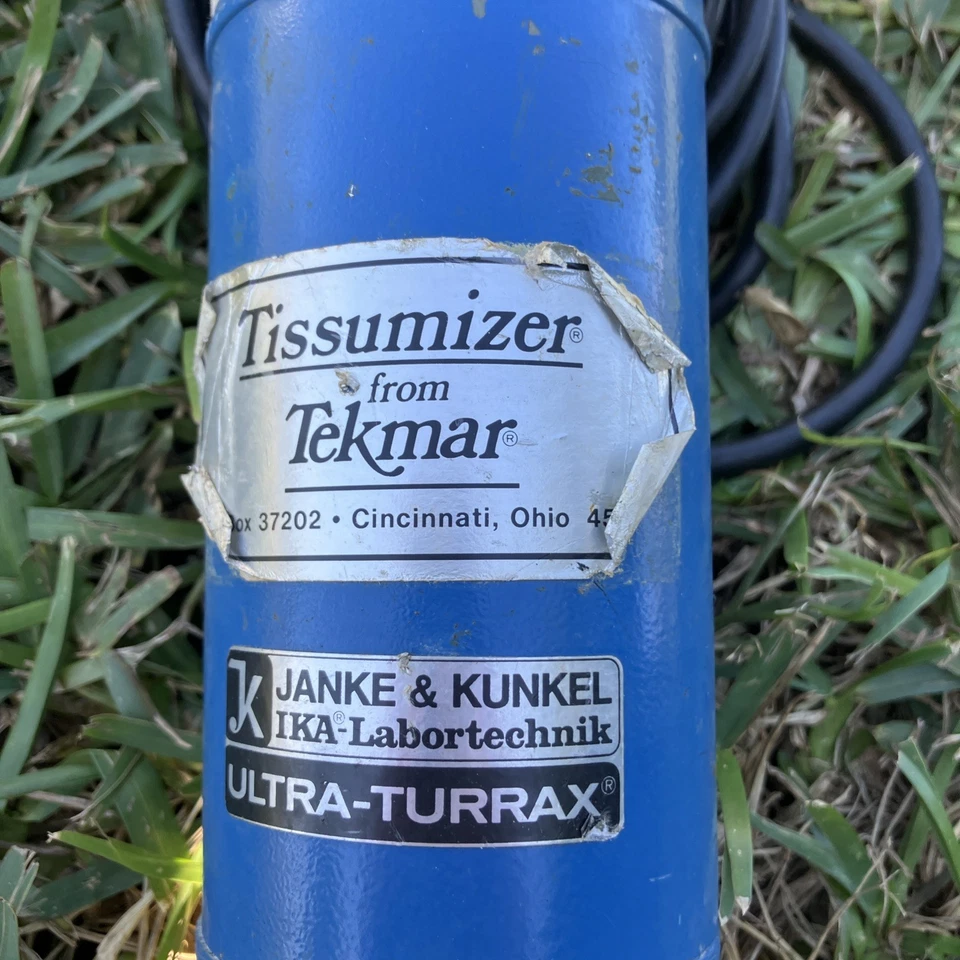 Tissumizer®
from
Tekmar®
ox 37202 • Cincinnati, Ohio 45
JK JANKE & KUNKEL
IKA®-Labortechnik
ULTRA-TURRAX®